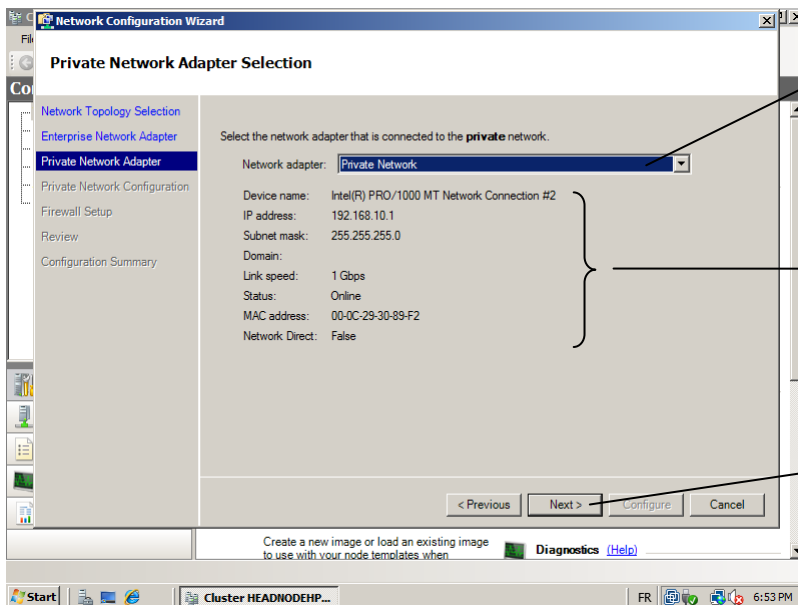 Network Configuration Wizard
Fil
Private Network Adapter Selection
Co
Network Topology Selection
Enterprise Network Adapter
Private Network Adapter
Private Network Configuration
Firewall Setup
Review
Configuration Summary
Select the network adapter that is connected to the private network.
Network adapter: Private Network
Device name: Intel(R) PRO/1000 MT Network Connection #2
IP address: 192.168.10.1
Subnet mask: 255.255.255.0
Domain:
Link speed: 1 Gbps
Status: Online
MAC address: 00-0C-29-30-89-F2
Network Direct: False
< Previous Next > Configure Cancel
Create a new image or load an existing image
to use with your node templates when
Diagnostics (Help)
Start Cluster HEADNODEHP... FR 6:53 PM